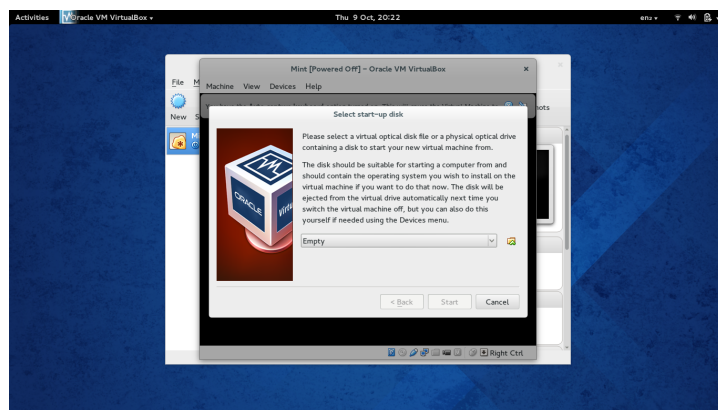 Activities Oracle VM VirtualBox Thu 9 Oct, 20:22 en₂
Mint [Powered Off] - Oracle VM VirtualBox
File M
Machine View Devices Help
New S
Select start-up disk
Please select a virtual optical disk file or a physical optical drive
containing a disk to start your new virtual machine from.
The disk should be suitable for starting a computer from and
should contain the operating system you wish to install on the
virtual machine if you want to do that now. The disk will be
ejected from the virtual drive automatically next time you
switch the virtual machine off, but you can also do this
yourself if needed using the Devices menu.
ORACLE
VM
Virtu
Empty
< Back Start Cancel
Right Ctrl